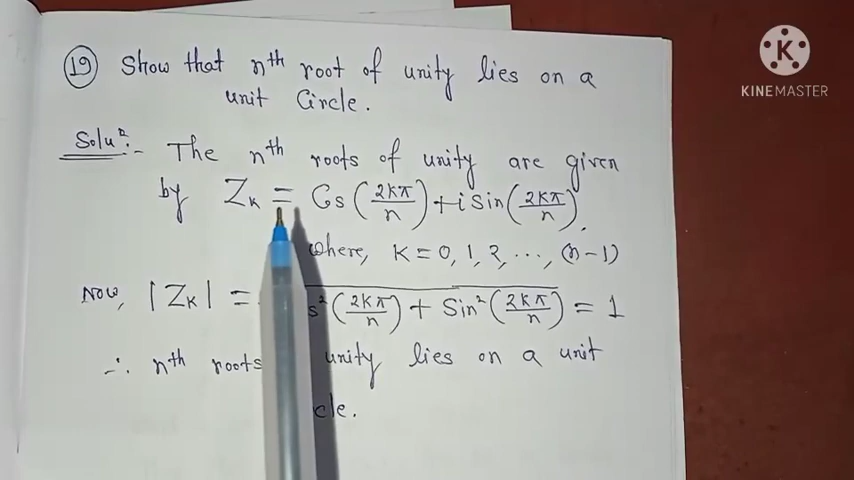 19 Show that nth root of unity lies on a
unit Circle.
Soluⁿ:- The nth roots of unity are given
by Zₖ = Cos (2kπ/n) + i Sin (2kπ/n),
where, K = 0, 1, 2, ..., (n-1)
Now, |Zₖ| = (2kπ/n) + Sin² (2kπ/n) = 1
∴ nth roots unity lies on a unit
KINEMASTER